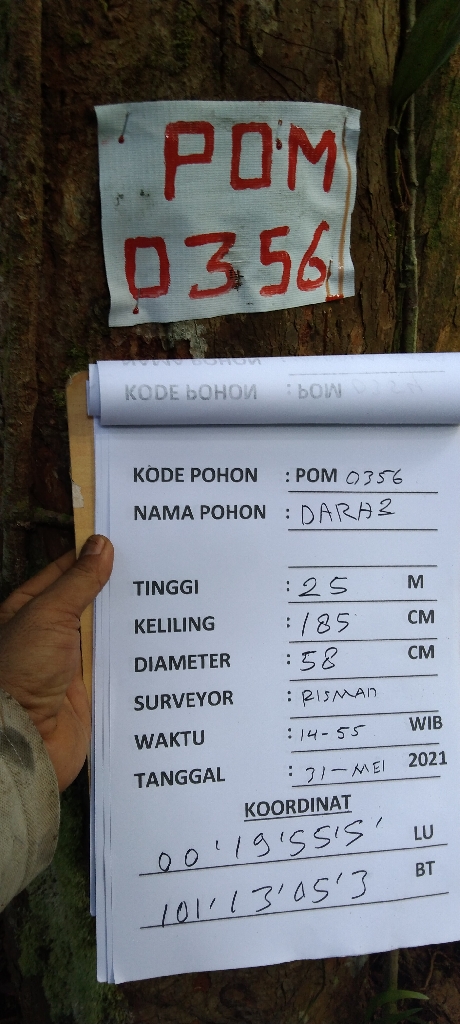 POM
0356
KODE POHON : POM
KODE POHON : POM 0356
NAMA POHON : DARAH2
TINGGI : 25 M
KELILING : 185 CM
DIAMETER : 58 CM
SURVEYOR : RISMAN
WAKTU : 14-55 WIB
TANGGAL : 31-MEI 2021
KOORDINAT
00'19'55'5' LU
101'13'05'3 BT